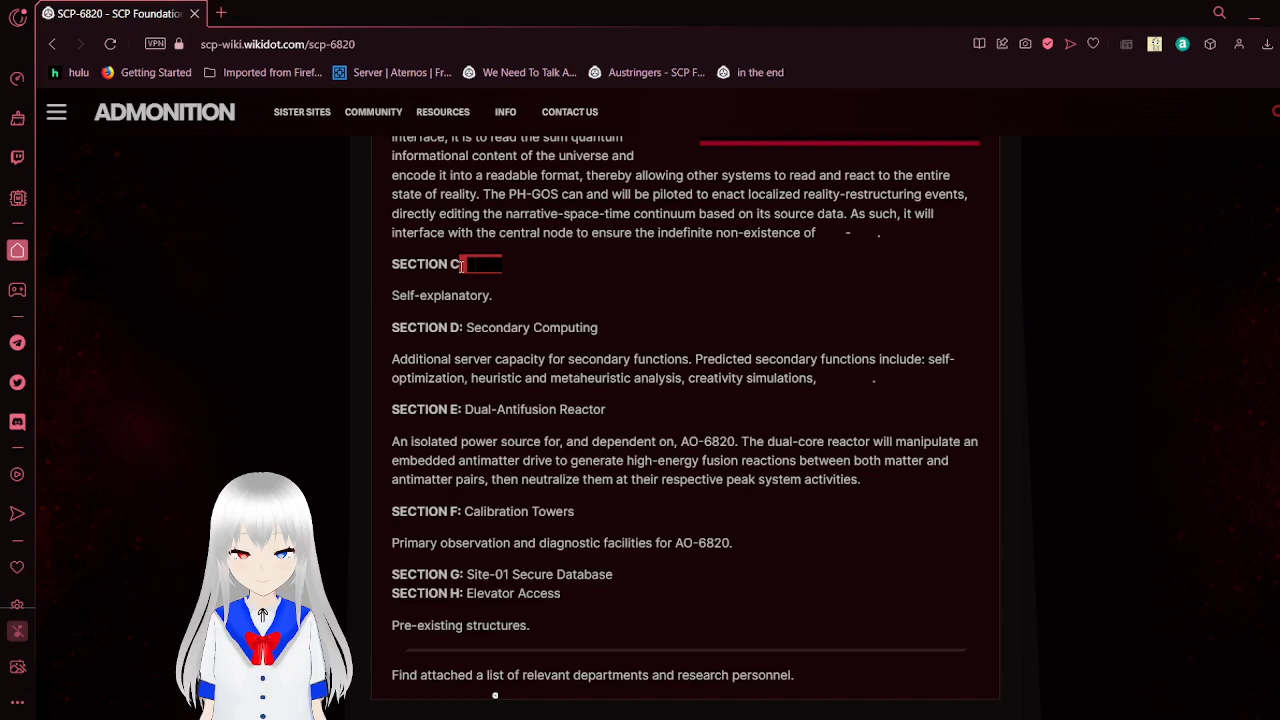 SCP-6820 - SCP Foundatio
scp-wiki.wikidot.com/scp-6820
VPN
hulu
Getting Started
Imported from Firef...
Server | Aternos | Fr...
We Need To Talk A...
Austringers - SCP F...
in the end
ADMONITION
SISTER SITES
COMMUNITY
RESOURCES
INFO
CONTACT US
interface, it is to read the sum quantum
informational content of the universe and
encode it into a readable format, thereby allowing other systems to read and react to the entire
state of reality. The PH-GOS can and will be piloted to enact localized reality-restructuring events,
directly editing the narrative-space-time continuum based on its source data. As such, it will
interface with the central node to ensure the indefinite non-existence of - .
SECTION C
Self-explanatory.
SECTION D: Secondary Computing
Additional server capacity for secondary functions. Predicted secondary functions include: self-
optimization, heuristic and metaheuristic analysis, creativity simulations, .
SECTION E: Dual-Antifusion Reactor
An isolated power source for, and dependent on, AO-6820. The dual-core reactor will manipulate an
embedded antimatter drive to generate high-energy fusion reactions between both matter and
antimatter pairs, then neutralize them at their respective peak system activities.
SECTION F: Calibration Towers
Primary observation and diagnostic facilities for AO-6820.
SECTION G: Site-01 Secure Database
SECTION H: Elevator Access
Pre-existing structures.
Find attached a list of relevant departments and research personnel.